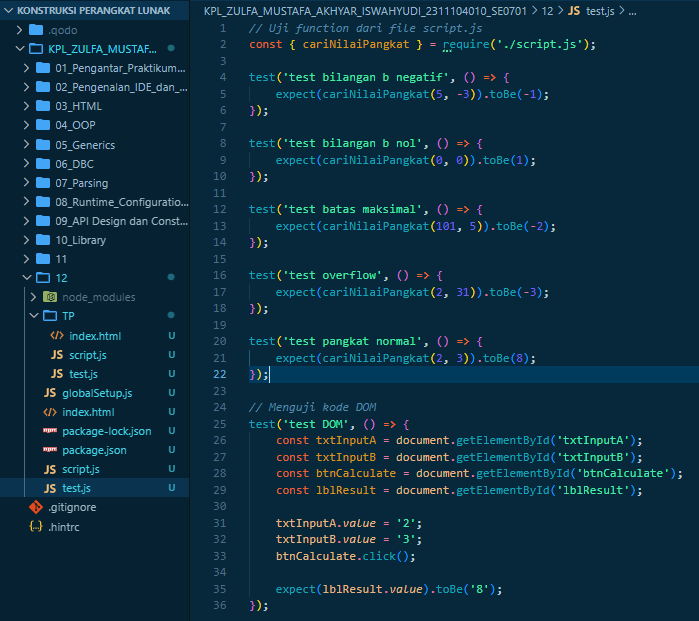 KONSTRUKSI PERANGKAT LUNAK
.qodo
KPL_ZULFA_MUSTAF...
01_Pengantar_Praktikum...
02_Pengenalan_IDE_dan_...
03_HTML
04_OOP
05_Generics
06_DBC
07_Parsing
08_Runtime_Configuratio...
09_API Design dan Const...
10_Library
11
12
node_modules
TP
index.html U
JS script.js U
JS test.js U
JS globalSetup.js U
index.html U
package-lock.json U
package.json U
JS script.js U
JS test.js U
.gitignore
.hintrc
KPL_ZULFA_MUSTAFA_AKHYAR_ISWAHYUDI_2311104010_SE0701 > 12 > JS test.js > ...
1 // Uji function dari file script.js
2 const { cariNilaiPangkat } = require('./script.js');
3
4 test('test bilangan b negatif', () => {
5 expect(cariNilaiPangkat(5, -3)).toBe(-1);
6 });
7
8 test('test bilangan b nol', () => {
9 expect(cariNilaiPangkat(0, 0)).toBe(1);
10 });
11
12 test('test batas maksimal', () => {
13 expect(cariNilaiPangkat(101, 5)).toBe(-2);
14 });
15
16 test('test overflow', () => {
17 expect(cariNilaiPangkat(2, 31)).toBe(-3);
18 });
19
20 test('test pangkat normal', () => {
21 expect(cariNilaiPangkat(2, 3)).toBe(8);
22 });
23
24 // Menguji kode DOM
25 test('test DOM', () => {
26 const txtInputA = document.getElementById('txtInputA');
27 const txtInputB = document.getElementById('txtInputB');
28 const btnCalculate = document.getElementById('btnCalculate');
29 const lblResult = document.getElementById('lblResult');
30
31 txtInputA.value = '2';
32 txtInputB.value = '3';
33 btnCalculate.click();
34
35 expect(lblResult.value).toBe('8');
36 });